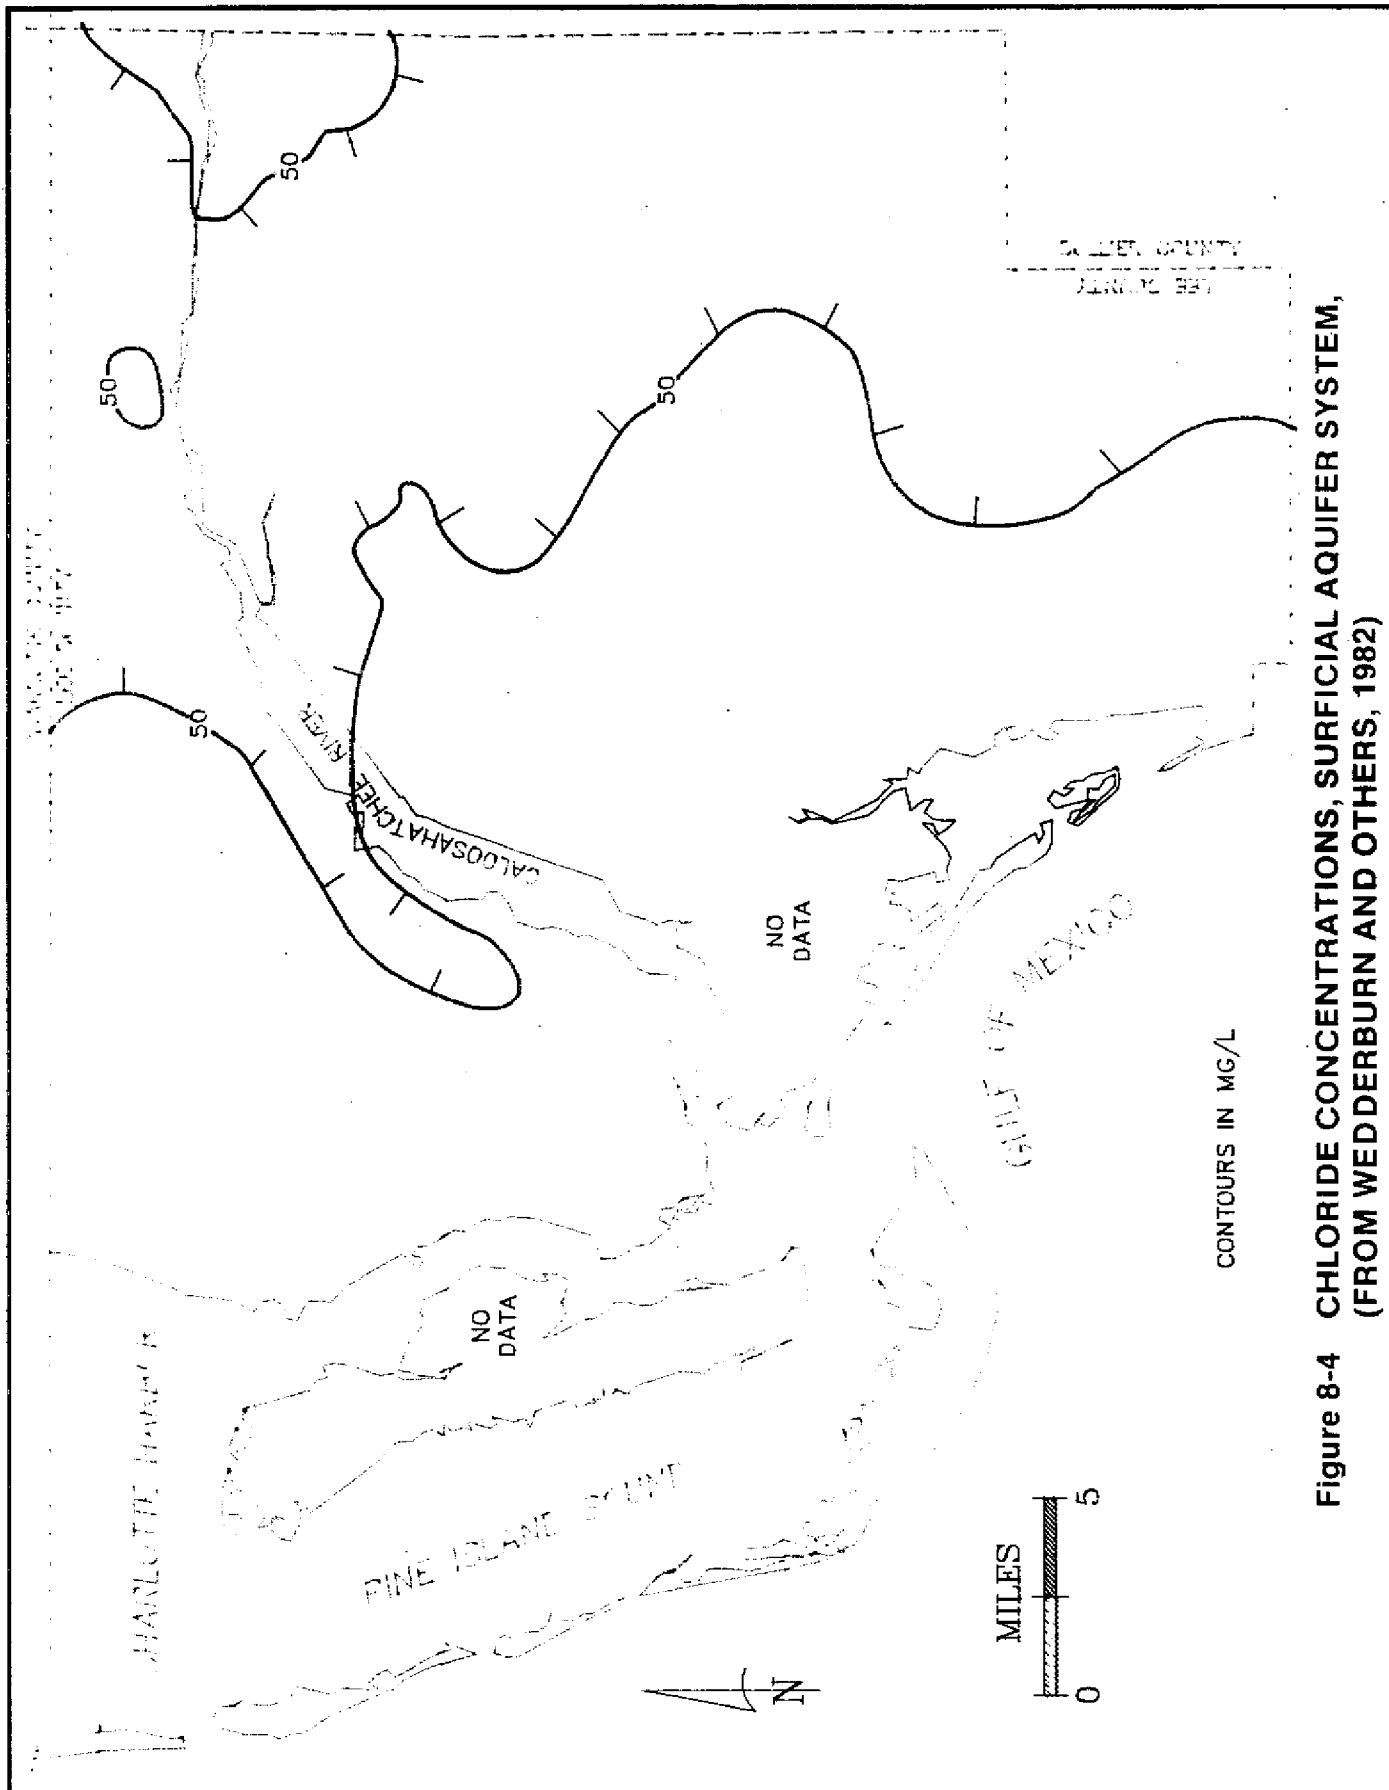 50
50
50
50
CALOOSAHATCHEE RIVER
COLLIER COUNTY
LEE COUNTY
NO
DATA
NO
DATA
PINE ISLAND SOUND
GULF OF MEXICO
CONTOURS IN MG/L
MILES
0
5
N
Figure 8-4 CHLORIDE CONCENTRATIONS, SURFICIAL AQUIFER SYSTEM,
(FROM WEDDERBURN AND OTHERS, 1982)